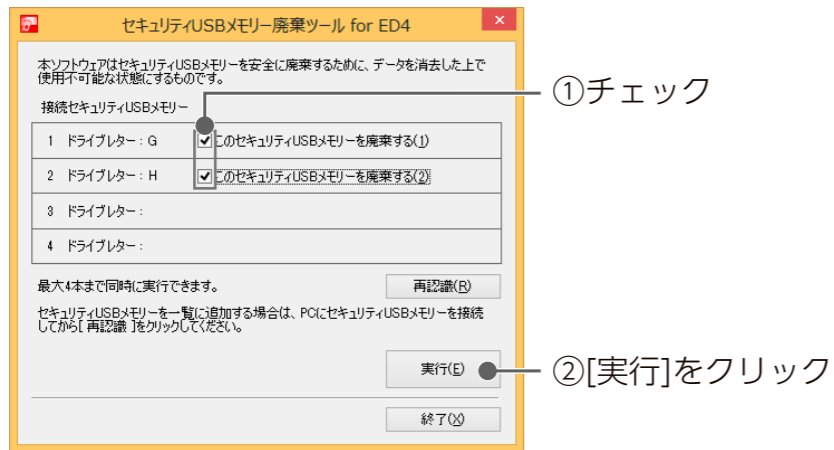 セキュリティUSBメモリー廃棄ツール for ED4
本ソフトウェアはセキュリティUSBメモリーを安全に廃棄するために、データを消去した上で
使用不可能な状態にするものです。
接続セキュリティUSBメモリー
①チェック
1 ドライブレター : G このセキュリティUSBメモリーを廃棄する(1)
2 ドライブレター : H このセキュリティUSBメモリーを廃棄する(2)
3 ドライブレター :
4 ドライブレター :
最大4本まで同時に実行できます。 再認識(R)
セキュリティUSBメモリーを一覧に追加する場合は、PCにセキュリティUSBメモリーを接続
してから[ 再認識 ]をクリックしてください。
実行(E) ②[実行]をクリック
終了(X)